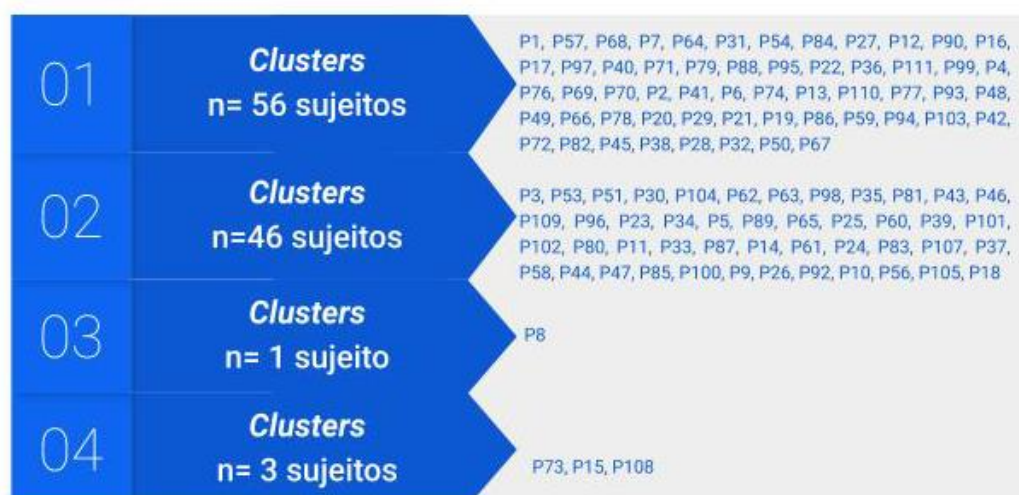 01
Clusters
n= 56 sujeitos
P1, P57, P68, P7, P64, P31, P54, P84, P27, P12, P90, P16,
P17, P97, P40, P71, P79, P88, P95, P22, P36, P111, P99, P4,
P76, P69, P70, P2, P41, P6, P74, P13, P110, P77, P93, P48,
P49, P66, P78, P20, P29, P21, P19, P86, P59, P94, P103, P42,
P72, P82, P45, P38, P28, P32, P50, P67
02
Clusters
n=46 sujeitos
P3, P53, P51, P30, P104, P62, P63, P98, P35, P81, P43, P46,
P109, P96, P23, P34, P5, P89, P65, P25, P60, P39, P101,
P102, P80, P11, P33, P87, P14, P61, P24, P83, P107, P37,
P58, P44, P47, P85, P100, P9, P26, P92, P10, P56, P105, P18
03
Clusters
n= 1 sujeito
P8
04
Clusters
n= 3 sujeitos
P73, P15, P108